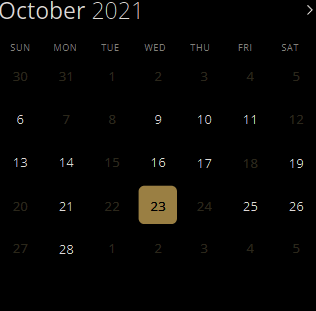 October 2021
SUN MON TUE WED THU FRI SAT
30 31 1 2 3 4 5
6 7 8 9 10 11 12
13 14 15 16 17 18 19
20 21 22 23 24 25 26
27 28 1 2 3 4 5